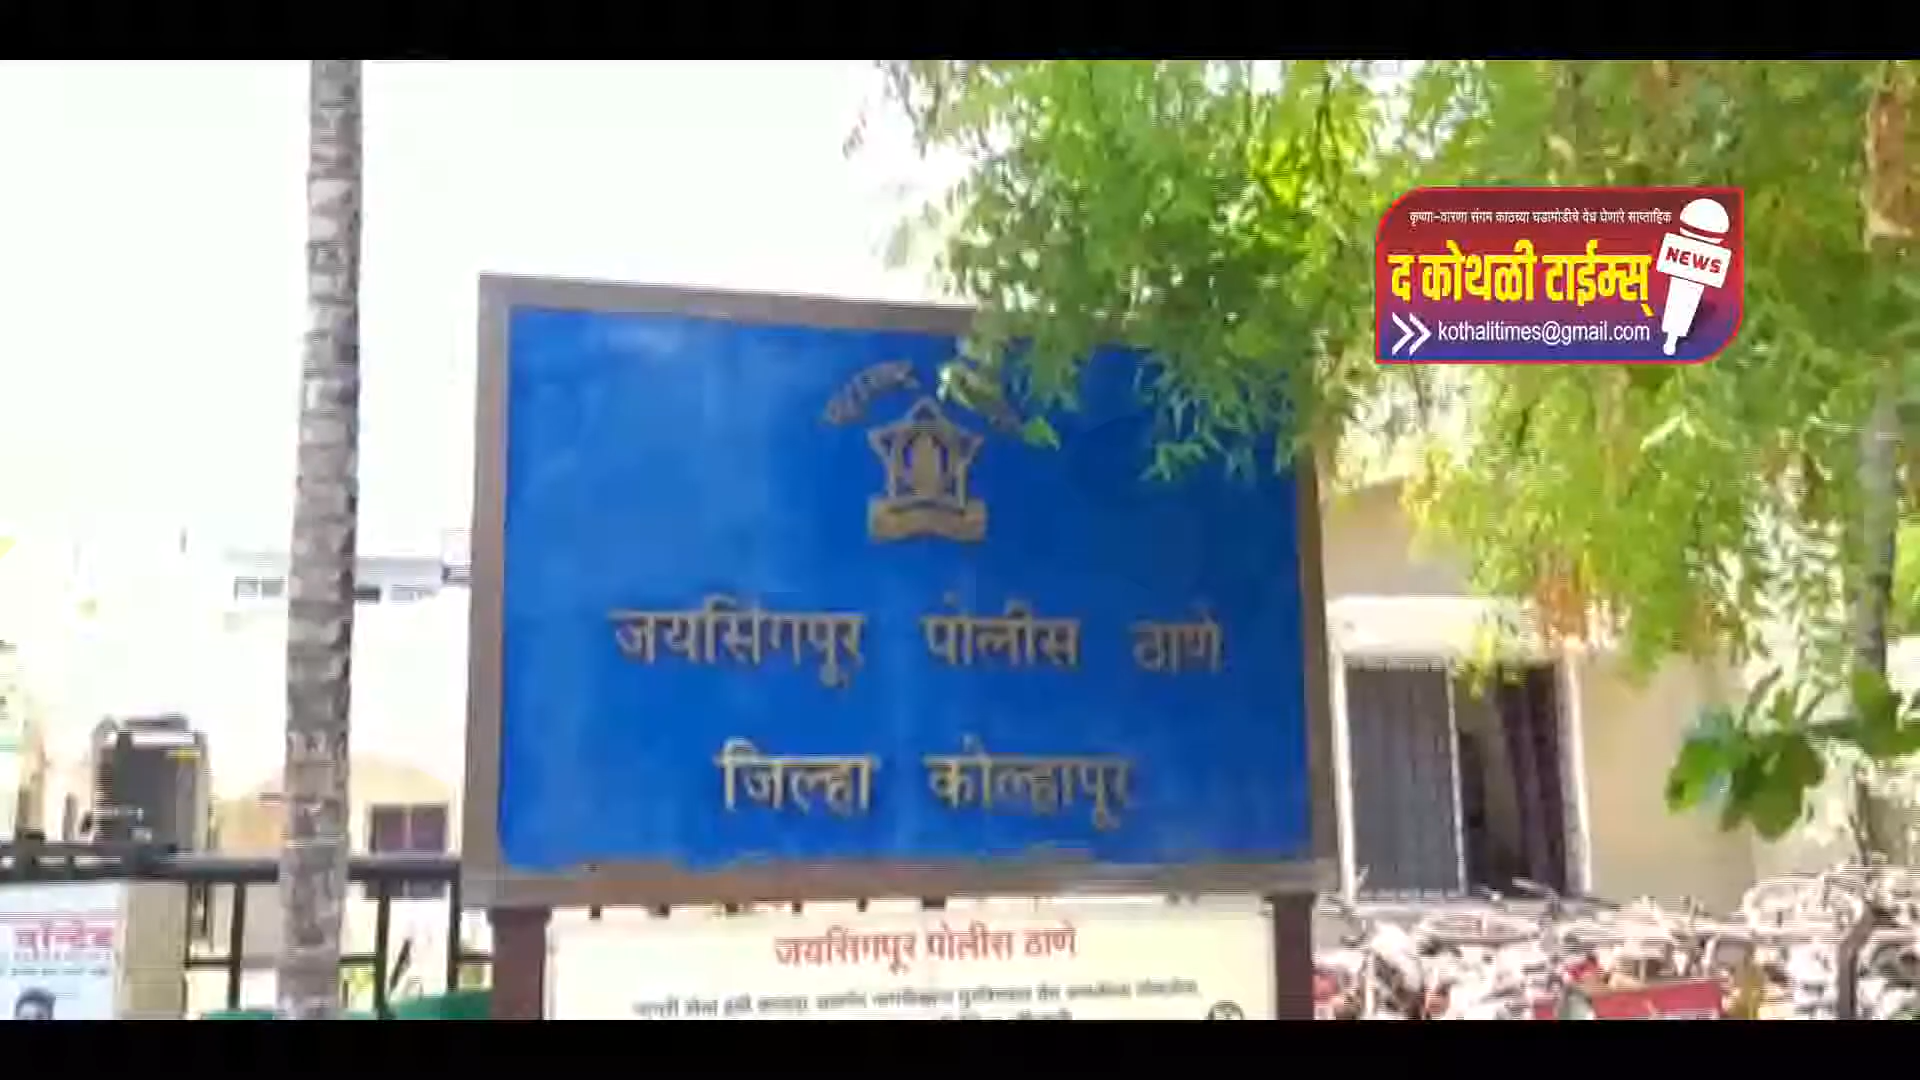 कृष्णा-वारणा संगम काठच्या घडामोडींचे वेध घेणारे साप्ताहिक
द कोथळी टाईम्स्
NEWS
kothalitimes@gmail.com
जयसिंगपूर पोलीस ठाणे
जिल्हा कोल्हापूर
जयसिंगपूर पोलीस ठाणे